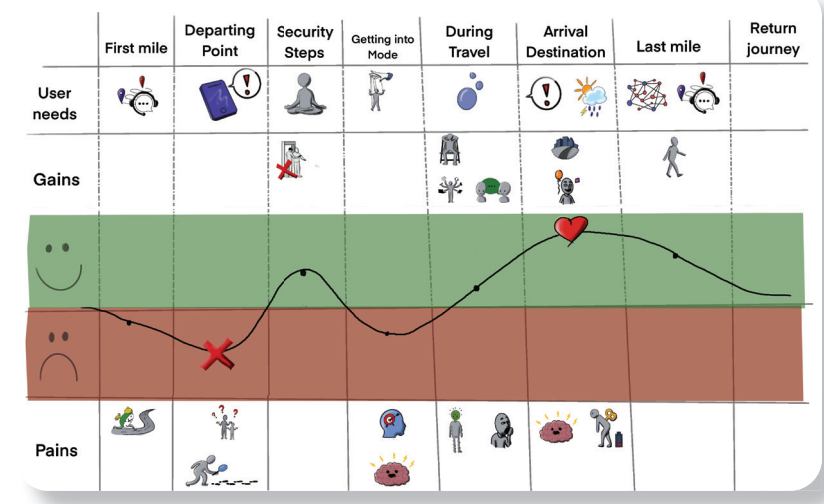 First mile
Departing
Point
Security
Steps
Getting into
Mode
During
Travel
Arrival
Destination
Last mile
Return
journey
User
needs
Gains
Pains